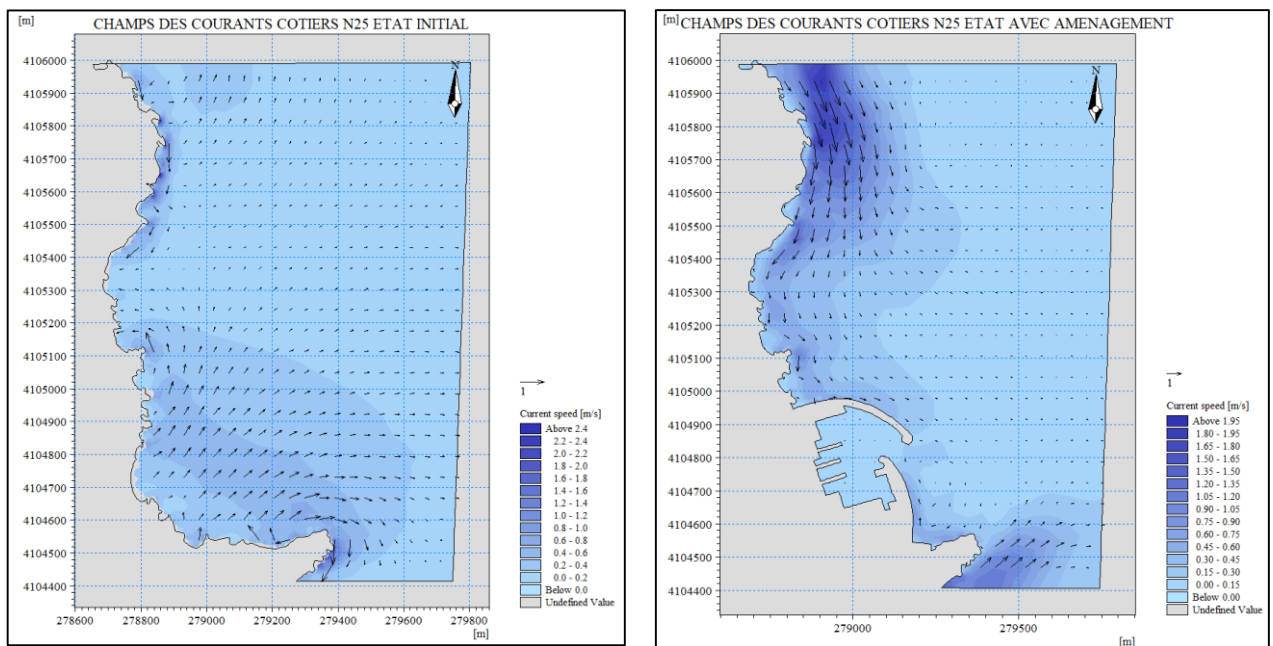 [m]
CHAMPS DES COURANTS COTIERS N25 ETAT INITIAL
4106000
4105900
4105800
4105700
4105600
4105500
4105400
4105300
4105200
4105100
4105000
4104900
4104800
4104700
4104600
4104500
4104400
278600 278800 279000 279200 279400 279600 279800
[m]
N
1
Current speed [m/s]
Above 2.4
2.2 - 2.4
2.0 - 2.2
1.8 - 2.0
1.6 - 1.8
1.4 - 1.6
1.2 - 1.4
1.0 - 1.2
0.8 - 1.0
0.6 - 0.8
0.4 - 0.6
0.2 - 0.4
0.0 - 0.2
Below 0.0
Undefined Value
[m]
CHAMPS DES COURANTS COTIERS N25 ETAT AVEC AMENAGEMENT
4106000
4105900
4105800
4105700
4105600
4105500
4105400
4105300
4105200
4105100
4105000
4104900
4104800
4104700
4104600
4104500
4104400
279000 279500
[m]
N
1
Current speed [m/s]
Above 1.95
1.80 - 1.95
1.65 - 1.80
1.50 - 1.65
1.35 - 1.50
1.20 - 1.35
1.05 - 1.20
0.90 - 1.05
0.75 - 0.90
0.60 - 0.75
0.45 - 0.60
0.30 - 0.45
0.15 - 0.30
0.00 - 0.15
Below 0.00
Undefined Value